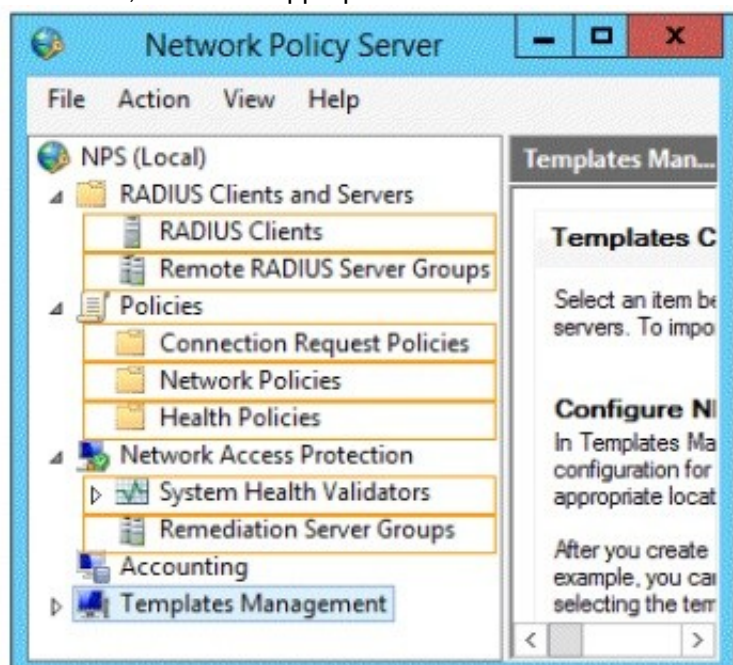 Network Policy Server
File Action View Help
NPS (Local)
RADIUS Clients and Servers
RADIUS Clients
Remote RADIUS Server Groups
Policies
Connection Request Policies
Network Policies
Health Policies
Network Access Protection
System Health Validators
Remediation Server Groups
Accounting
Templates Management
Templates Man...
Templates C
Select an item be
servers. To impo
Configure N
In Templates Ma
configuration for
appropriate locat
After you create
example, you car
selecting the tem